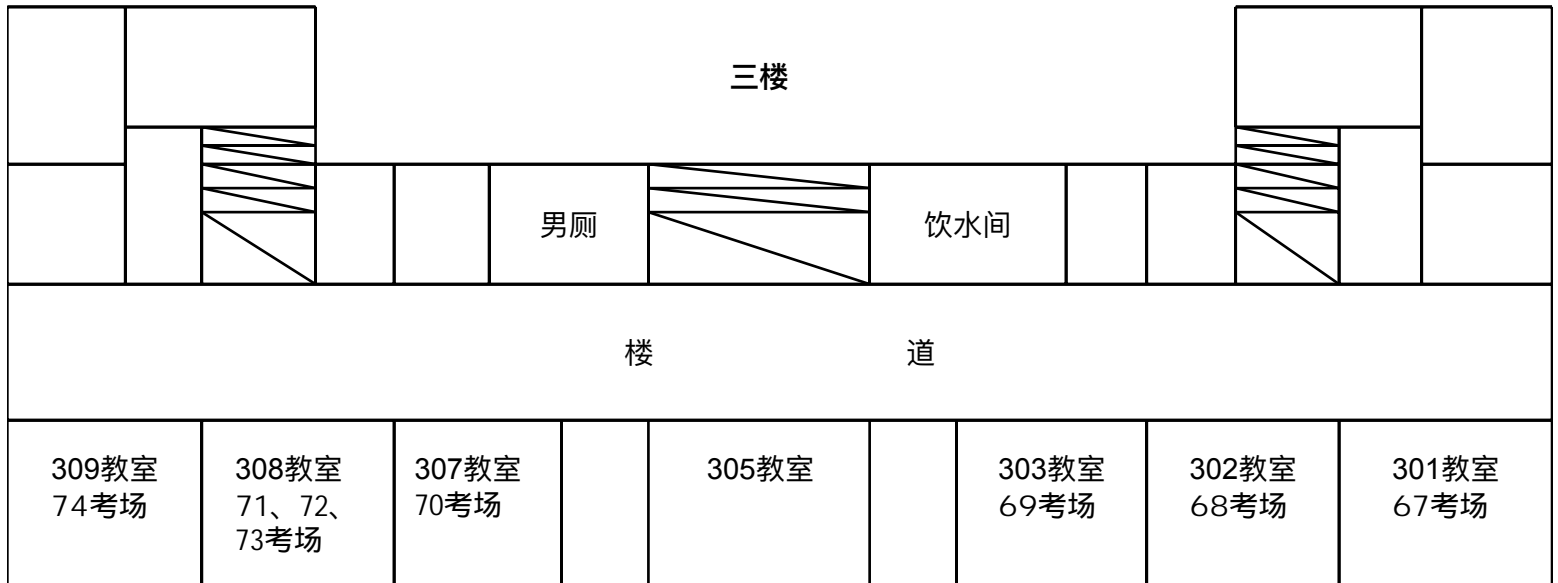 三楼
男厕
饮水间
楼 道
309教室
74考场
308教室
71、72、
73考场
307教室
70考场
305教室
303教室
69考场
302教室
68考场
301教室
67考场